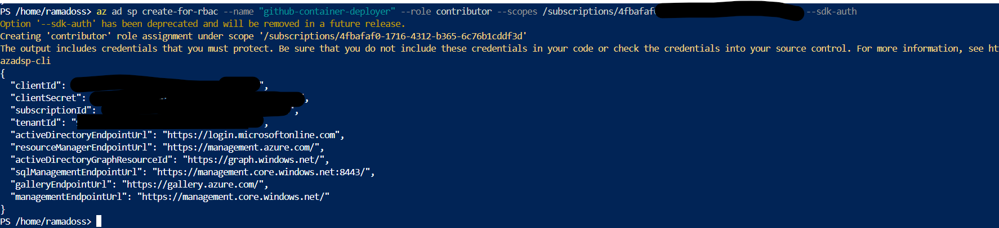 PS /home/ramadoss> az ad sp create-for-rbac --name "github-container-deployer" --role contributor --scopes /subscriptions/4fbafaf --sdk-auth
Option '--sdk-auth' has been deprecated and will be removed in a future release.
Creating 'contributor' role assignment under scope '/subscriptions/4fbafaf0-1716-4312-b365-6c76b1cddf3d'
The output includes credentials that you must protect. Be sure that you do not include these credentials in your code or check the credentials into your source control. For more information, see ht
azadsp-cli
{
"clientId": ",
"clientSecret": ,
"subscriptionId": ",
"tenantId": " ,
"activeDirectoryEndpointUrl": "https://login.microsoftonline.com",
"resourceManagerEndpointUrl": "https://management.azure.com/",
"activeDirectoryGraphResourceId": "https://graph.windows.net/",
"sqlManagementEndpointUrl": "https://management.core.windows.net:8443/",
"galleryEndpointUrl": "https://gallery.azure.com/",
"managementEndpointUrl": "https://management.core.windows.net/"
}
PS /home/ramadoss>